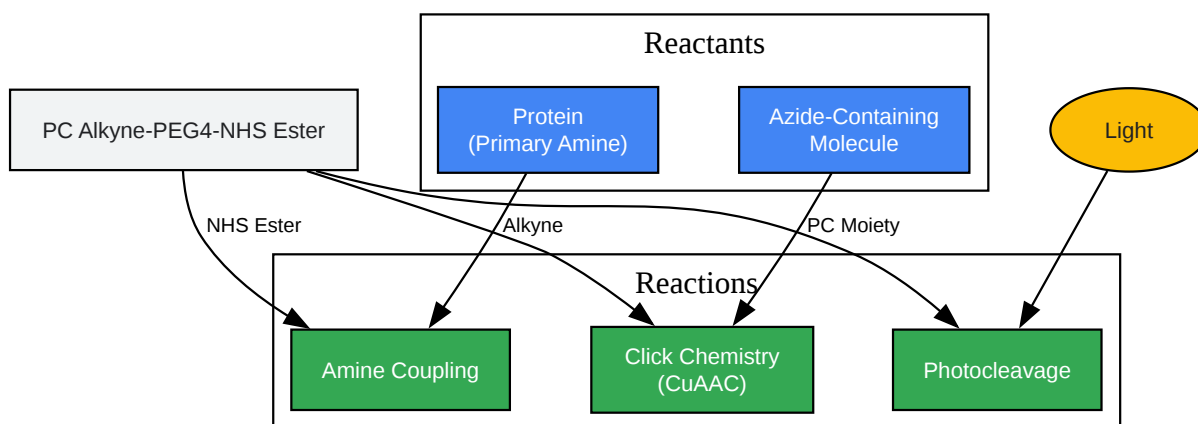 Reactants
PC Alkyne-PEG4-NHS Ester
Protein
(Primary Amine)
Azide-Containing
Molecule
Light
NHS Ester
Alkyne
PC Moiety
Reactions
Amine Coupling
Click Chemistry
(CuAAC)
Photocleavage